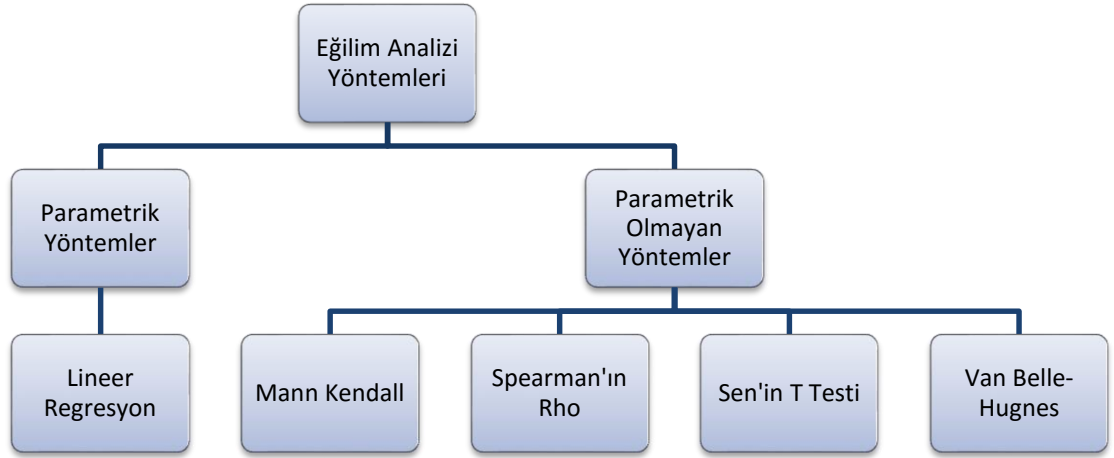 Eğilim Analizi
Yöntemleri
Parametrik
Yöntemler
Parametrik
Olmayan
Yöntemler
Lineer
Regresyon
Mann Kendall
Spearman'ın
Rho
Sen'in T Testi
Van Belle-
Hugnes